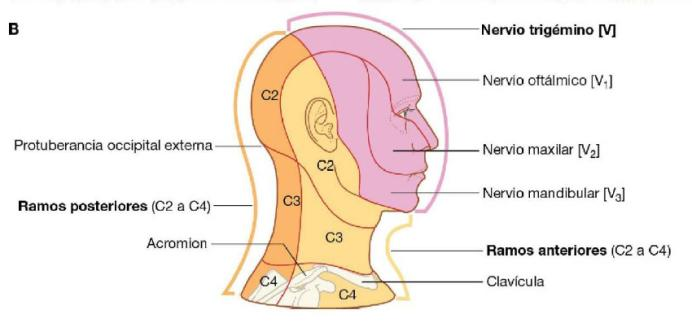 B
Nervio trigémino [V]
Nervio oftálmico [V₁]
C2
Protuberancia occipital externa
Nervio maxilar [V₂]
C2
Nervio mandibular [V₃]
Ramos posteriores (C2 a C4)
C3
C3
Acromion
Ramos anteriores (C2 a C4)
C4
Clavícula
C4